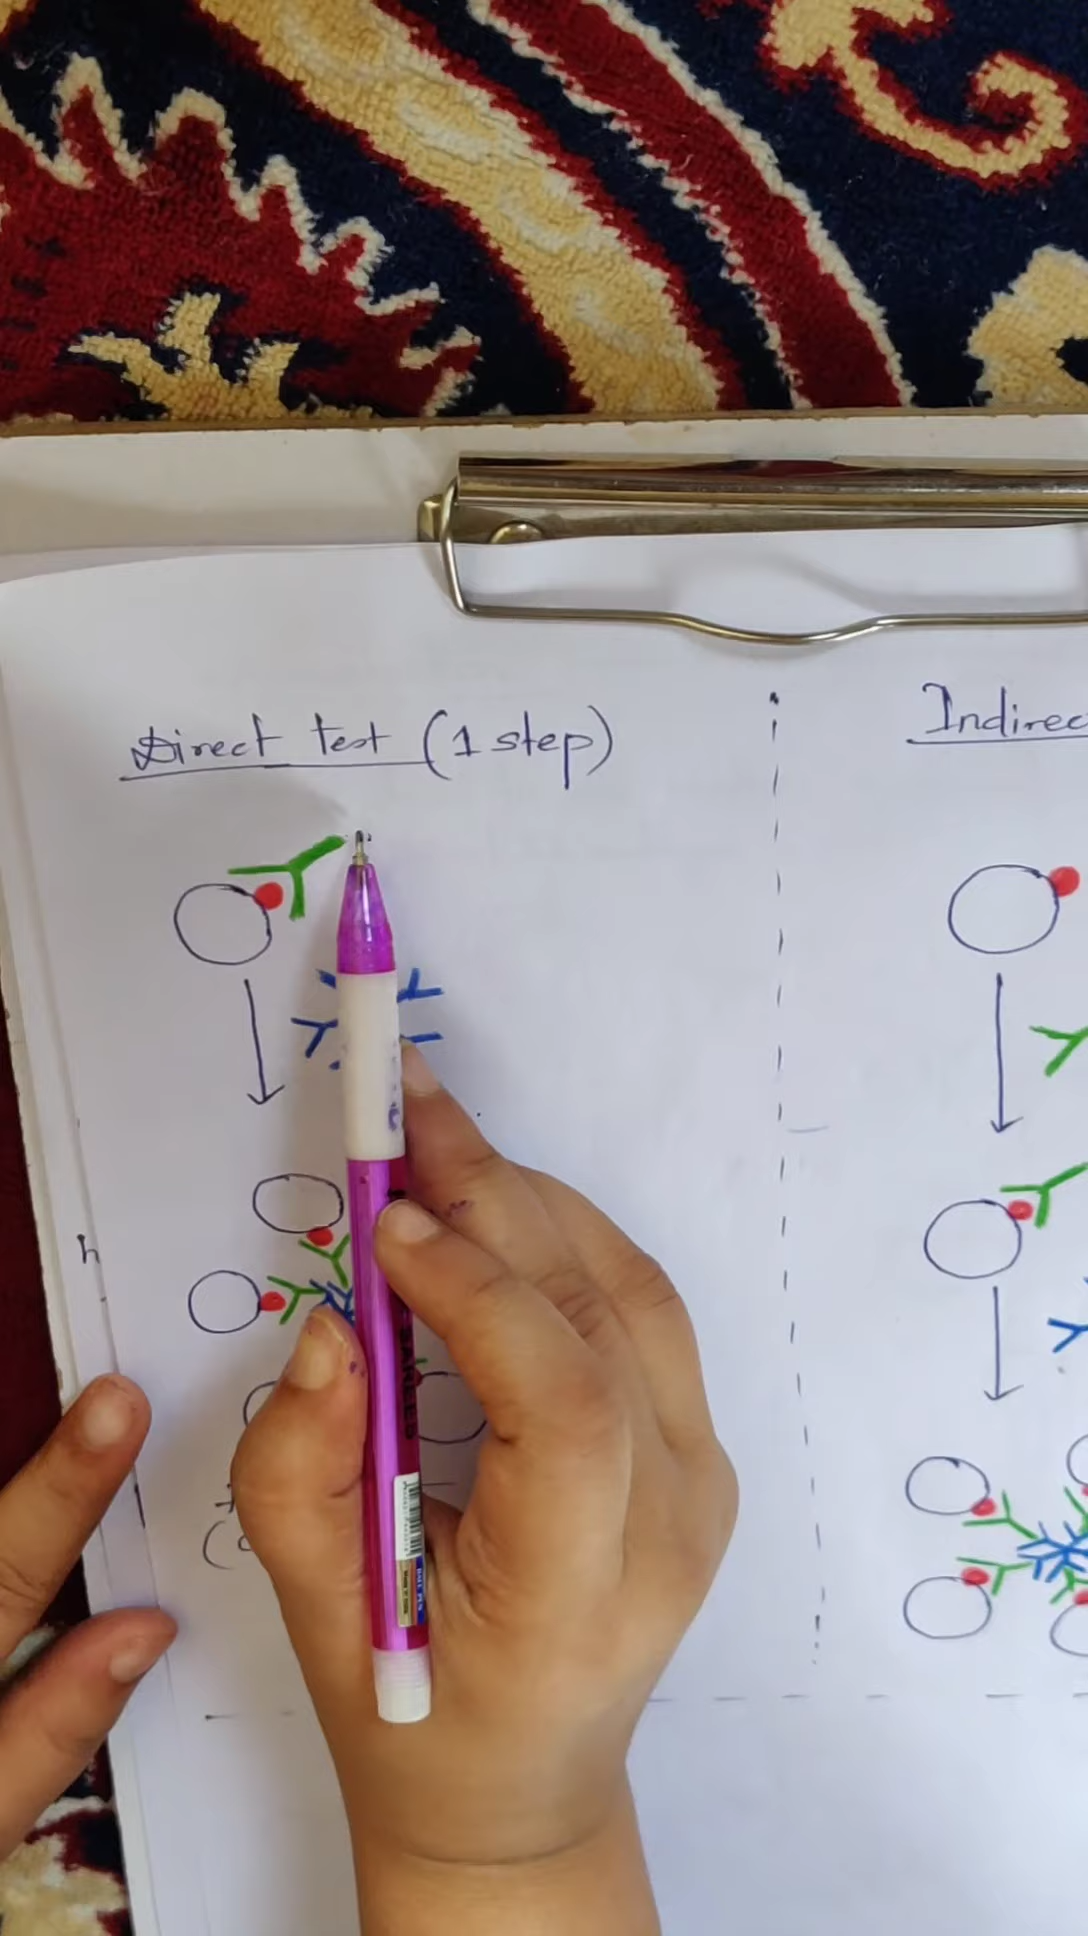 Direct test (1 step)
Indirec
h